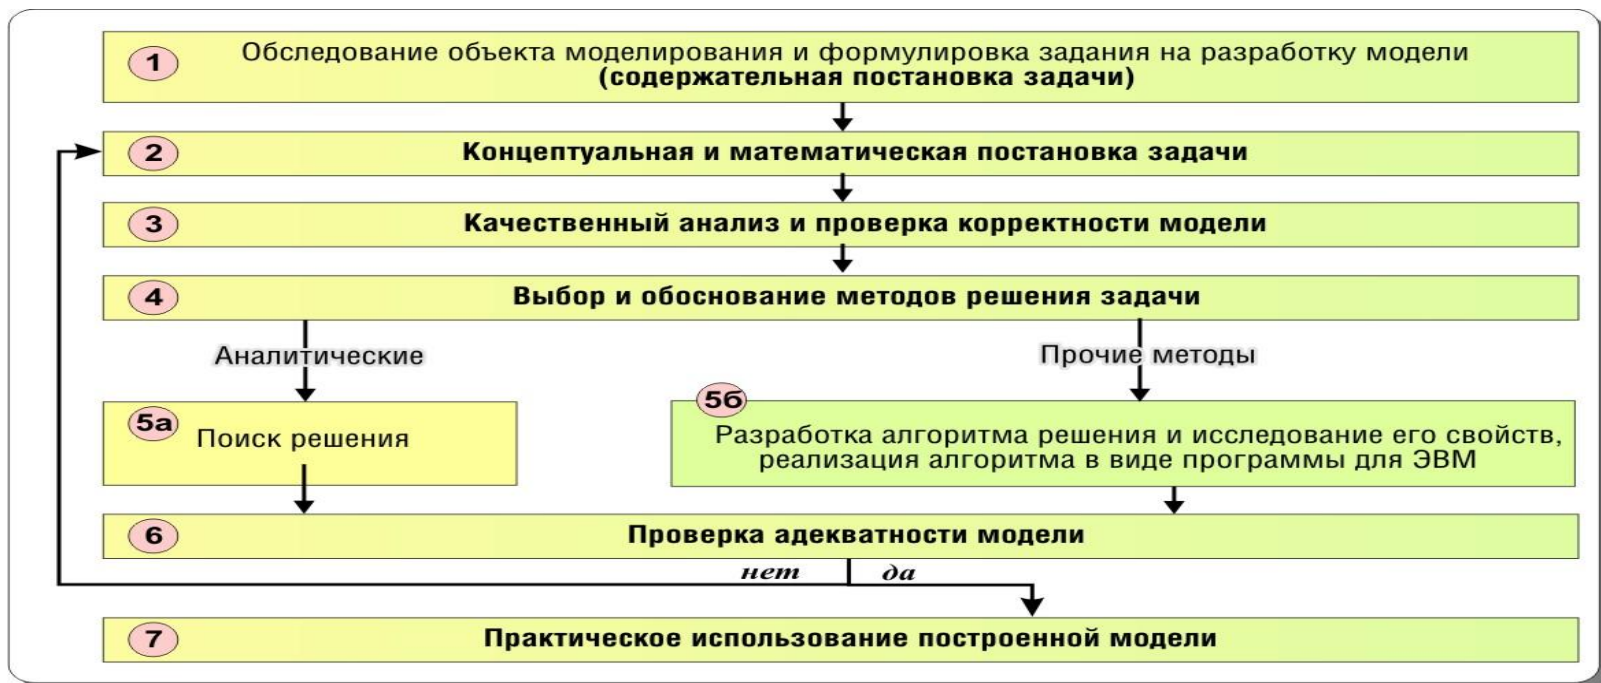 1
Обследование объекта моделирования и формулировка задания на разработку модели
(содержательная постановка задачи)
2
Концептуальная и математическая постановка задачи
3
Качественный анализ и проверка корректности модели
4
Выбор и обоснование методов решения задачи
Аналитические
Прочие методы
5а
Поиск решения
5б
Разработка алгоритма решения и исследование его свойств,
реализация алгоритма в виде программы для ЭВМ
6
Проверка адекватности модели
нет
да
7
Практическое использование построенной модели